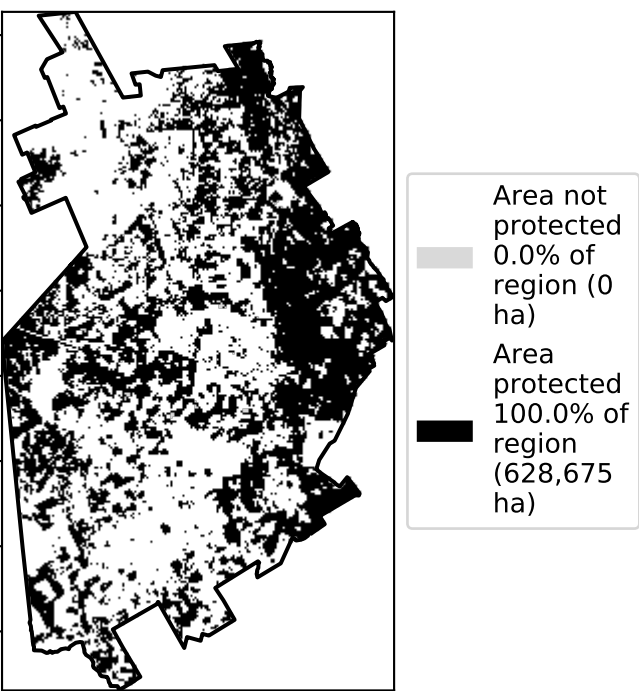 Area not
protected
0.0% of
region (0
ha)
Area
protected
100.0% of
region
(628,675
ha)